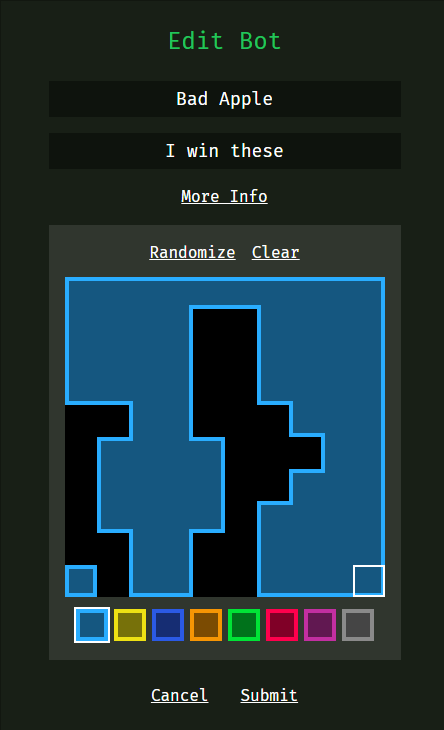 Edit Bot
Bad Apple
I win these
More Info
Randomize Clear
Cancel Submit